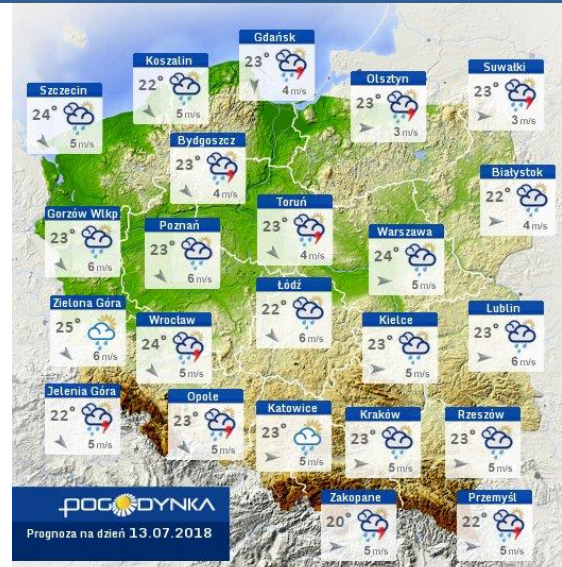 Gdańsk
23°
4 m/s
Koszalin
22°
5 m/s
Suwałki
23°
3 m/s
Olsztyn
23°
3 m/s
Szczecin
24°
5 m/s
Bydgoszcz
23°
4 m/s
Białystok
22°
4 m/s
Toruń
23°
4 m/s
Gorzów Wlkp
23°
6 m/s
Poznań
23°
6 m/s
Warszawa
24°
5 m/s
Łódź
22°
6 m/s
Zielona Góra
25°
6 m/s
Wrocław
24°
5 m/s
Kielce
23°
5 m/s
Lublin
23°
6 m/s
Jelenia Góra
22°
5 m/s
Opole
23°
5 m/s
Katowice
23°
5 m/s
Kraków
23°
5 m/s
Rzeszów
23°
5 m/s
Zakopane
20°
5 m/s
Przemyśl
22°
5 m/s
POGODYNKA
Prognoza na dzień 13.07.2018